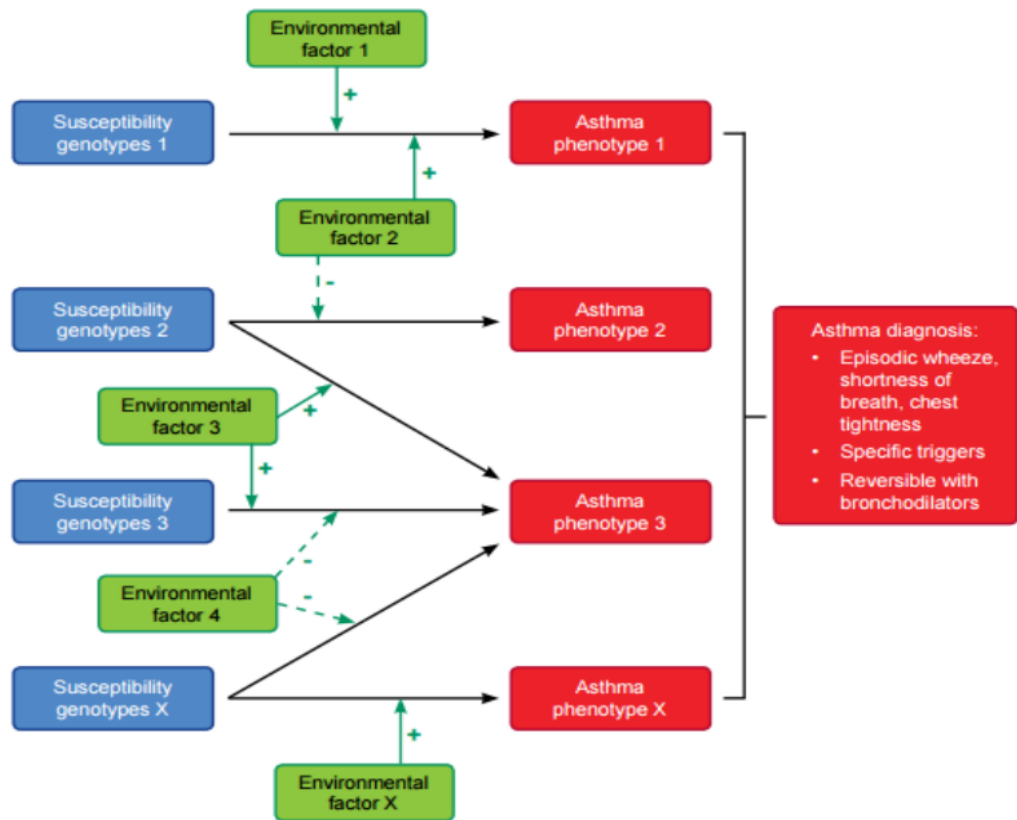 Environmental
factor 1
+
Susceptibility
genotypes 1
Asthma
phenotype 1
+
Environmental
factor 2
-
Susceptibility
genotypes 2
Asthma
phenotype 2
Asthma diagnosis:
• Episodic wheeze,
shortness of
breath, chest
tightness
• Specific triggers
• Reversible with
bronchodilators
Environmental
factor 3
+
+
Susceptibility
genotypes 3
Asthma
phenotype 3
-
-
Environmental
factor 4
Susceptibility
genotypes X
Asthma
phenotype X
+
Environmental
factor X